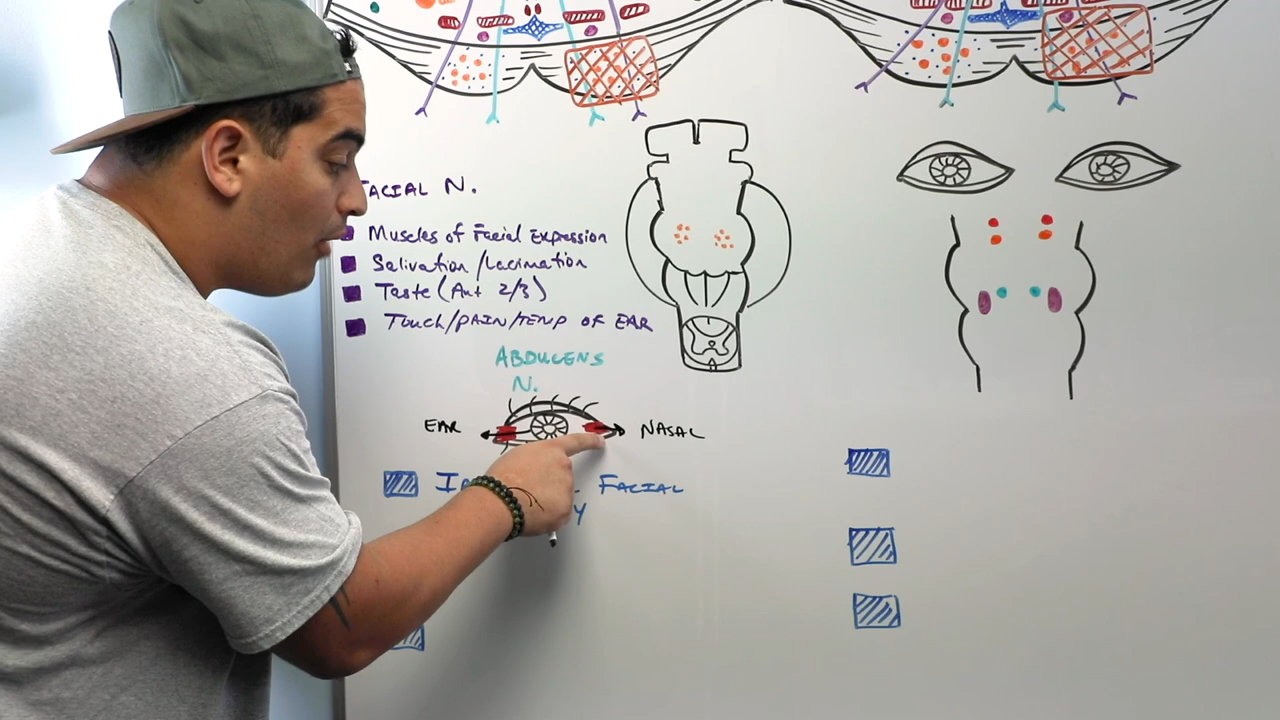 FACIAL N.
Muscles of Facial Expression
Salivation/Lacimation
Taste (Ant 2/3)
Touch/PAIN/TEMP OF EAR
ABDUCENS
N.
EAR
NASAL
FACIAL